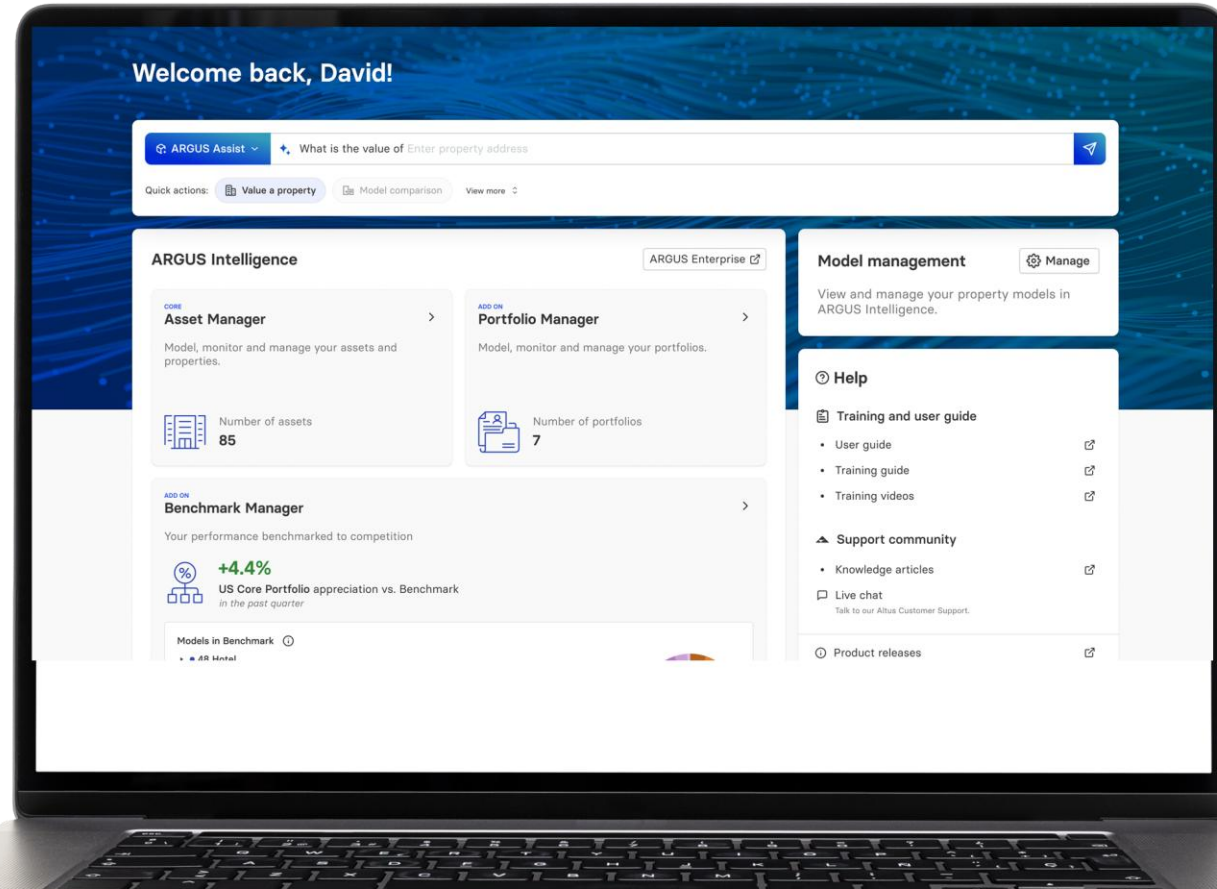 Welcome back, David!
ARGUS Assist
What is the value of Enter property address
Quick actions:
Value a property
Model comparison
View more
ARGUS Intelligence
ARGUS Enterprise
CORE
Asset Manager
Model, monitor and manage your assets and
properties.
Number of assets
85
ADD ON
Portfolio Manager
Model, monitor and manage your portfolios.
Number of portfolios
7
ADD ON
Benchmark Manager
Your performance benchmarked to competition
+4.4%
US Core Portfolio appreciation vs. Benchmark
in the past quarter
Models in Benchmark
48 Hotel
Model management
Manage
View and manage your property models in
ARGUS Intelligence.
Help
Training and user guide
• User guide
• Training guide
• Training videos
Support community
• Knowledge articles
Live chat
Talk to our Altus Customer Support.
Product releases